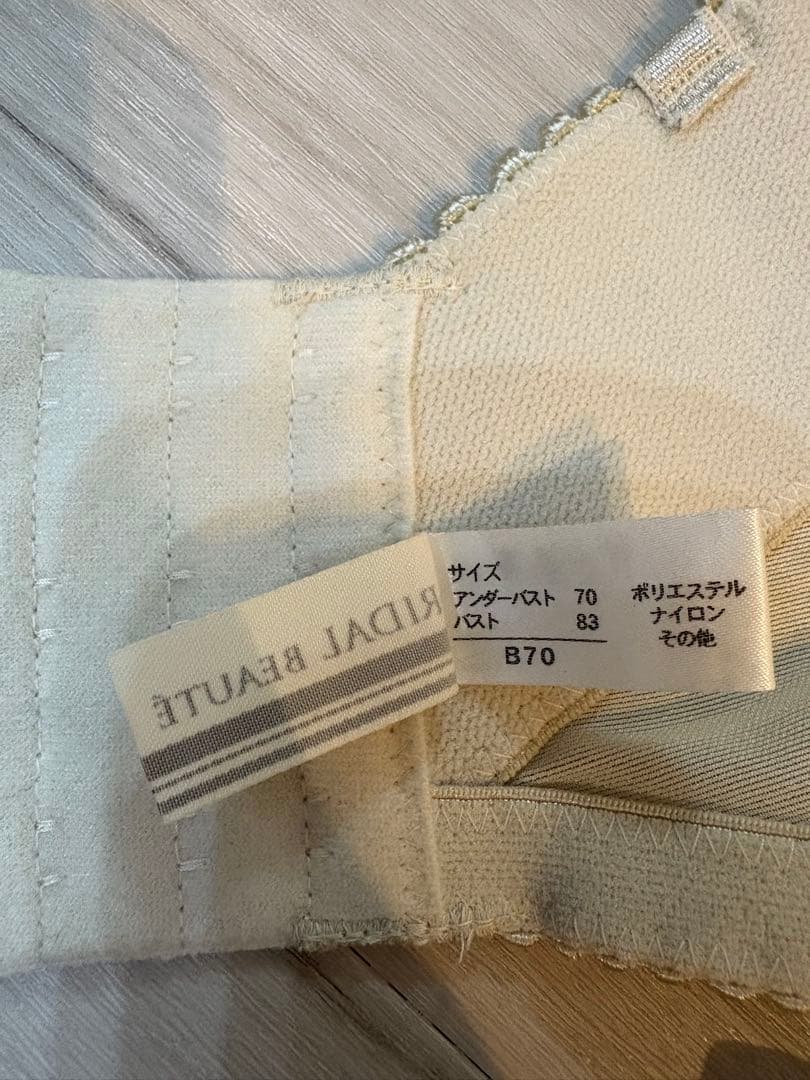 RIDAL BEAUTÉ
サイズ
アンダーバスト 70
バスト 83
B70
ポリエステル
ナイロン
その他